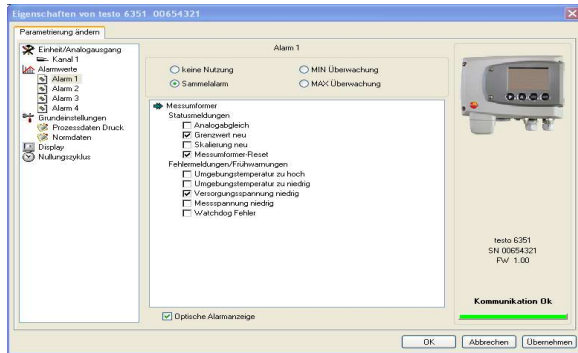 Eigenschaften von testo 6351 00654321
Parametrierung ändern
Einheit/Analogausgang
Kanal 1
Alarmwerte
Alarm 1
Alarm 2
Alarm 3
Alarm 4
Grundeinstellungen
Prozessdaten Druck
Normdaten
Display
Nullungszyklus
Alarm 1
keine Nutzung
MIN Überwachung
Sammelalarm
MAX Überwachung
Messumformer
Statusmeldungen
Analogabgleich
Grenzwert neu
Skalierung neu
Messumformer-Reset
Fehlermeldungen/Frühwarnungen
Umgebungstemperatur zu hoch
Umgebungstemperatur zu niedrig
Versorgungsspannung niedrig
Messspannung niedrig
Watchdog Fehler
Optische Alarmanzeige
testo 6351
SN 00654321
FW 1.00
Kommunikation Ok
OK
Abbrechen
Übernehmen